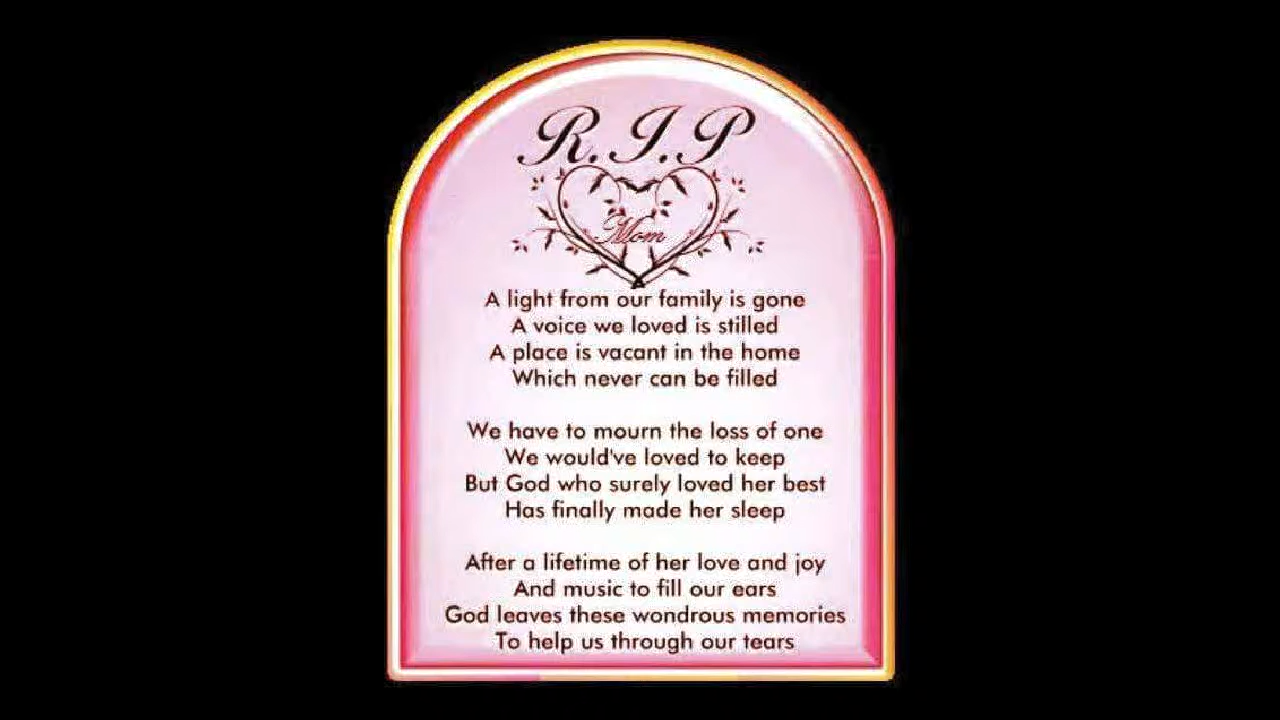 R.I.P
Mom
A light from our family is gone
A voice we loved is stilled
A place is vacant in the home
Which never can be filled
We have to mourn the loss of one
We would've loved to keep
But God who surely loved her best
Has finally made her sleep
After a lifetime of her love and joy
And music to fill our ears
God leaves these wondrous memories
To help us through our tears